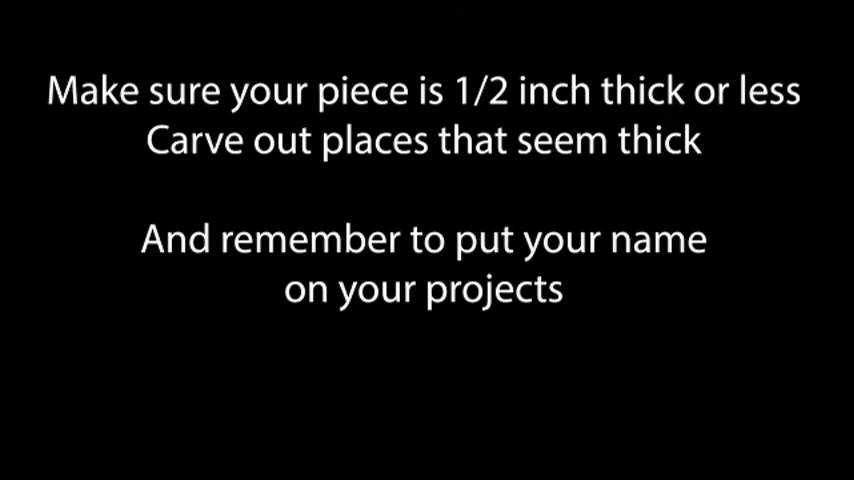 Make sure your piece is 1/2 inch thick or less
Carve out places that seem thick
And remember to put your name
on your projects